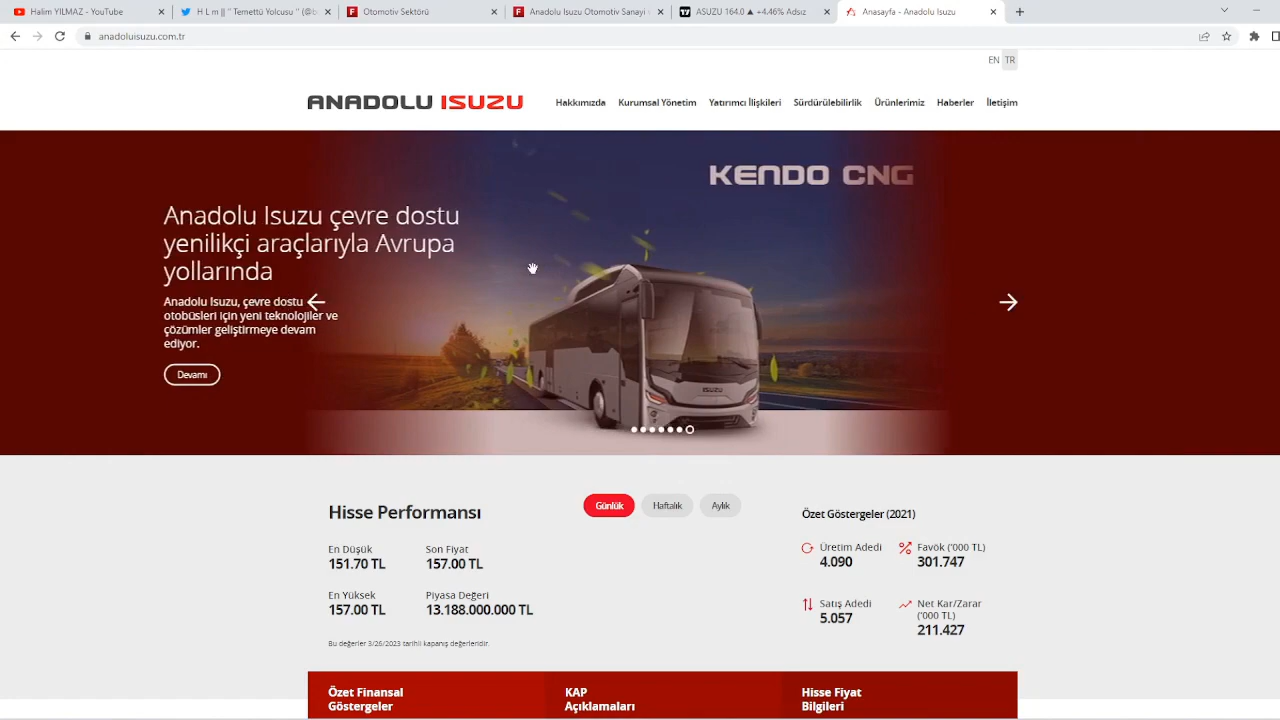 Halim YILMAZ - YouTube
H L m || " Temettü Yolcusu " (@b
Otomotiv Sektörü
Anadolu Isuzu Otomotiv Sanayi
ASUZU 164.0 ▲ +4,46% Adsız
Anasayfa - Anadolu Isuzu
anadoluisuzu.com.tr
EN TR
ANADOLU ISUZU
Hakkımızda Kurumsal Yönetim Yatırımcı İlişkileri Sürdürülebilirlik Ürünlerimiz Haberler İletişim
KENDO CNG
Anadolu Isuzu çevre dostu
yenilikçi araçlarıyla Avrupa
yollarında
Anadolu Isuzu, çevre dostu
otobüsleri için yeni teknolojiler ve
çözümler geliştirmeye devam
ediyor.
Devamı
ISUZU
Hisse Performansı
Günlük Haftalık Aylık
En Düşük
151.70 TL
Son Fiyat
157.00 TL
En Yüksek
157.00 TL
Piyasa Değeri
13.188.000.000 TL
Bu değerler 3/26/2023 tarihli kapanış değerleridir.
Özet Göstergeler (2021)
Üretim Adedi
4.090
Favök ('000 TL)
301.747
Satış Adedi
5.057
Net Kar/Zarar
('000 TL)
211.427
Özet Finansal
Göstergeler
KAP
Açıklamaları
Hisse Fiyat
Bilgileri